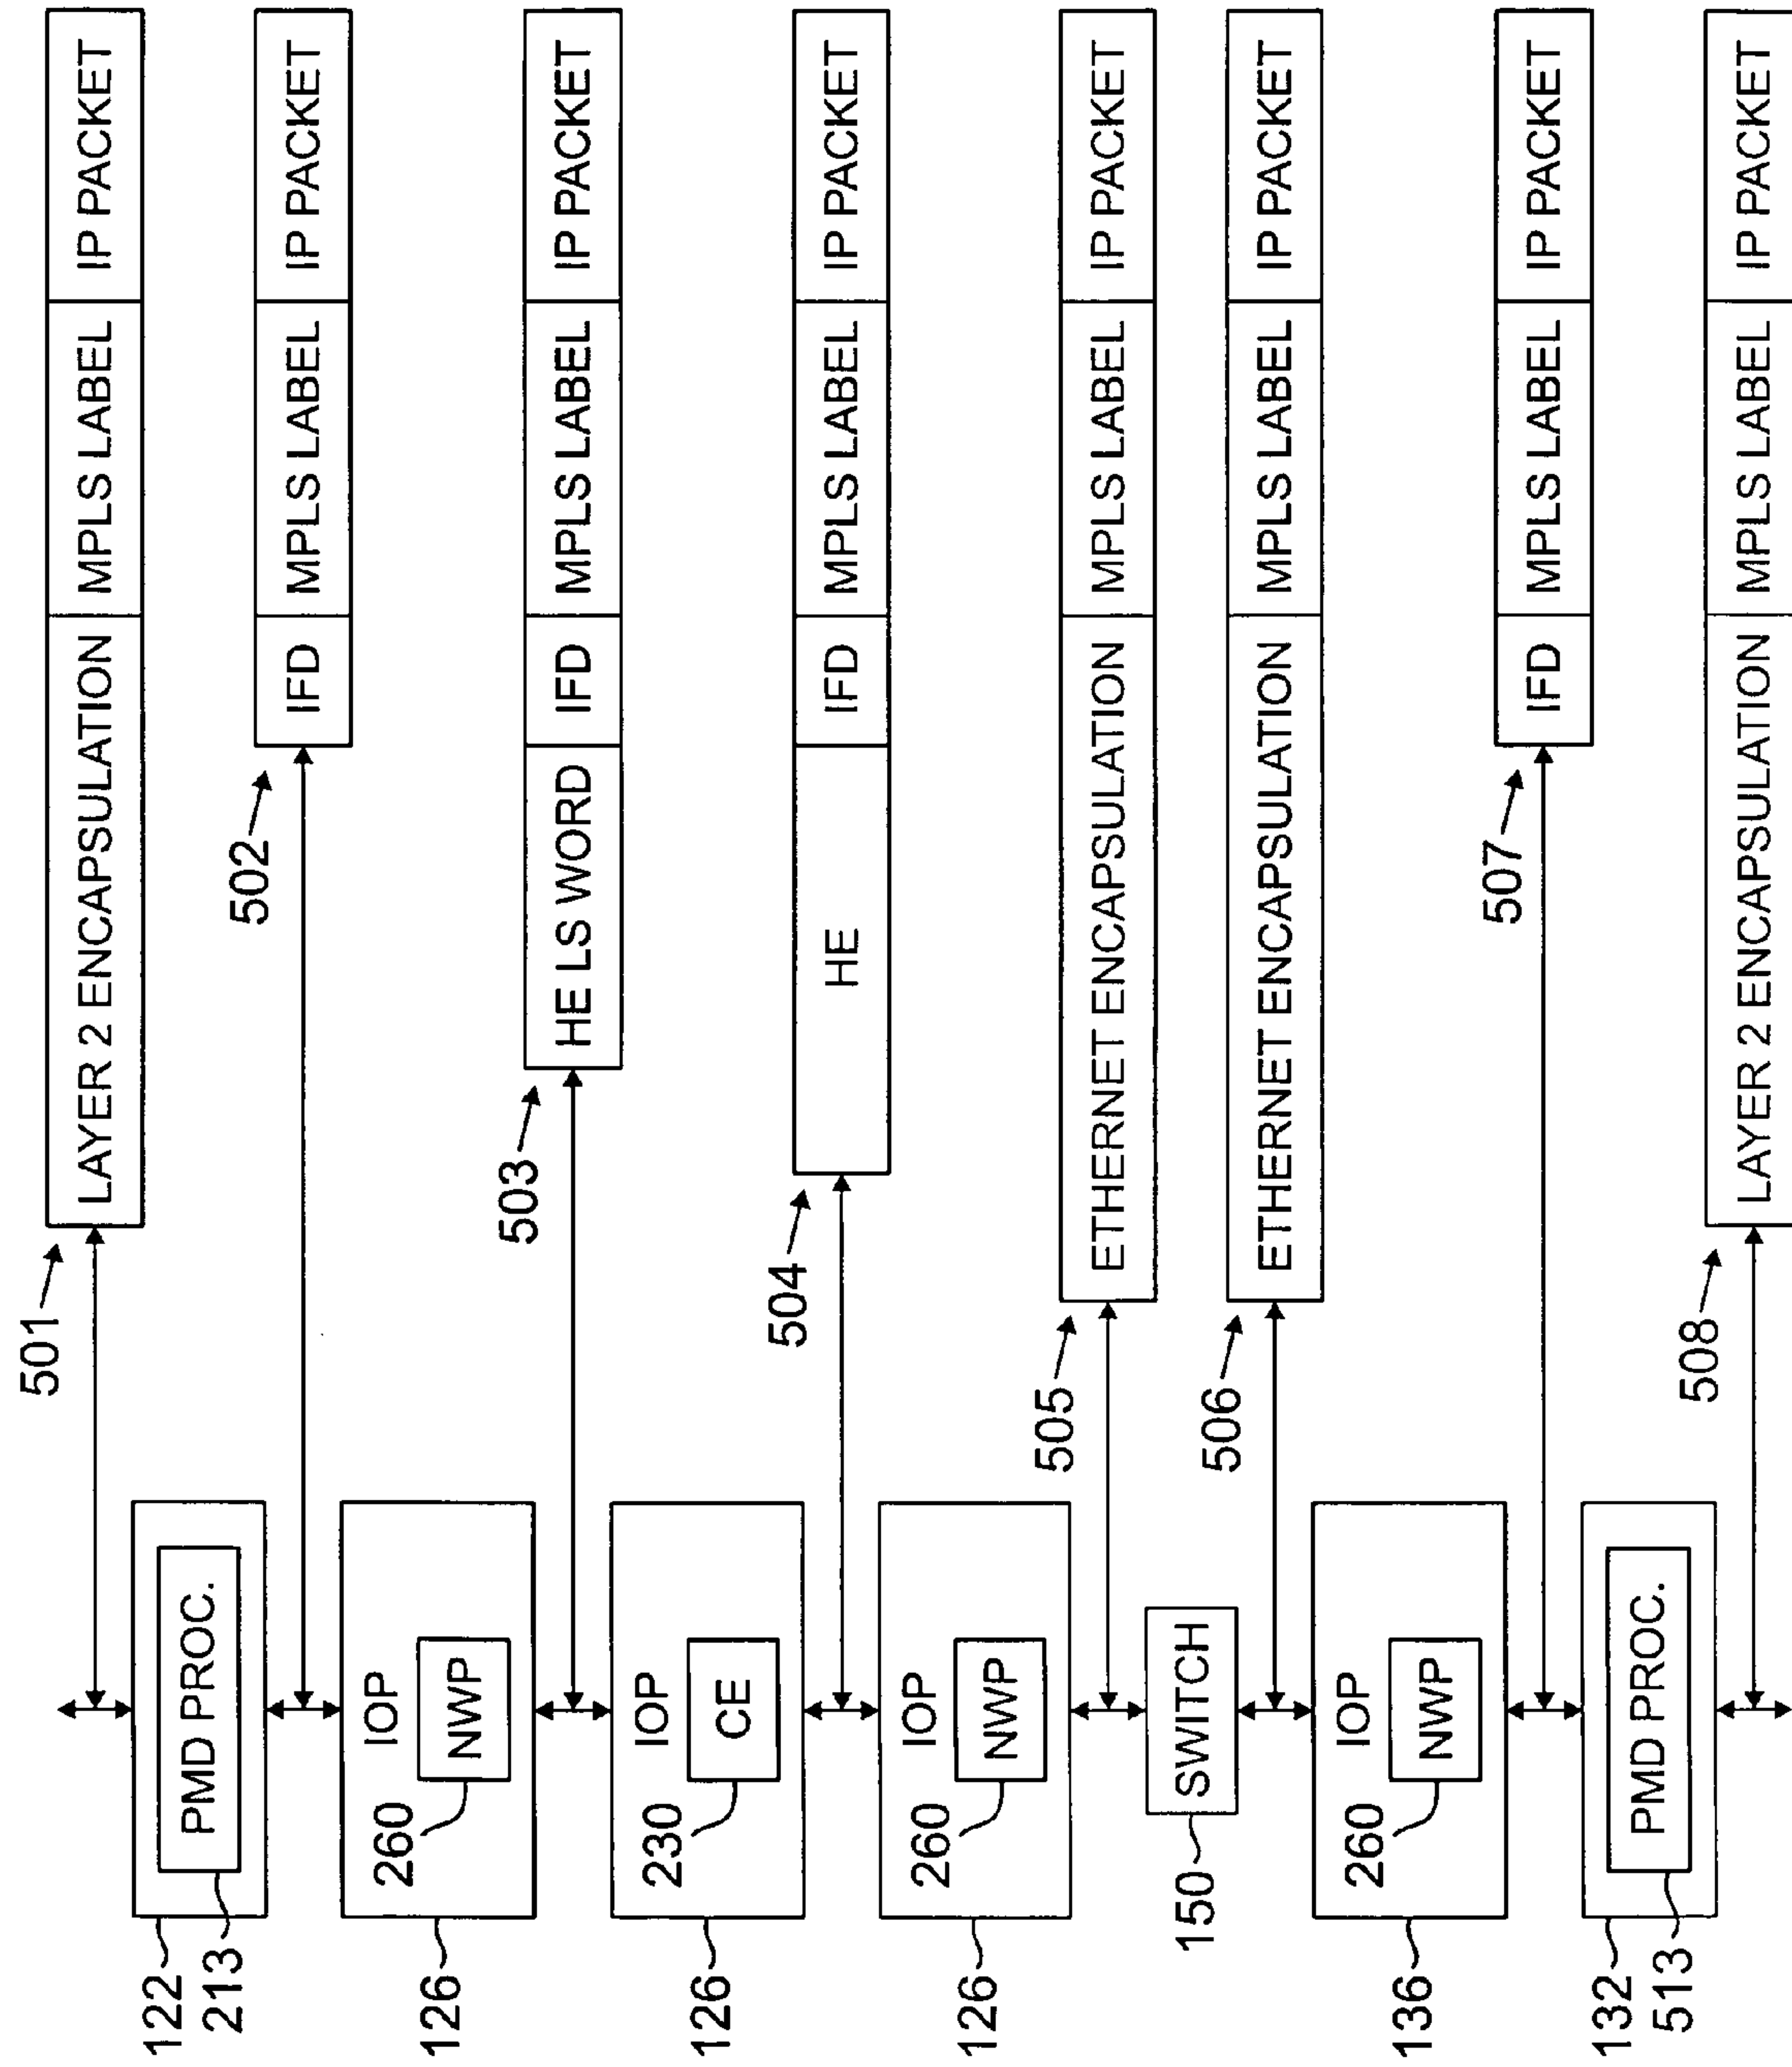 501
LAYER 2 ENCAPSULATION MPLS LABEL IP PACKET
122
PMD PROC.
213
502
IFD MPLS LABEL IP PACKET
126
IOP
260
NWP
503
HE LS WORD IFD MPLS LABEL IP PACKET
126
IOP
230
CE
504
HE IFD MPLS LABEL IP PACKET
126
IOP
260
NWP
505
ETHERNET ENCAPSULATION MPLS LABEL IP PACKET
150
SWITCH
506
ETHERNET ENCAPSULATION MPLS LABEL IP PACKET
136
IOP
260
NWP
507
IFD MPLS LABEL IP PACKET
132
PMD PROC.
513
508
LAYER 2 ENCAPSULATION MPLS LABEL IP PACKET